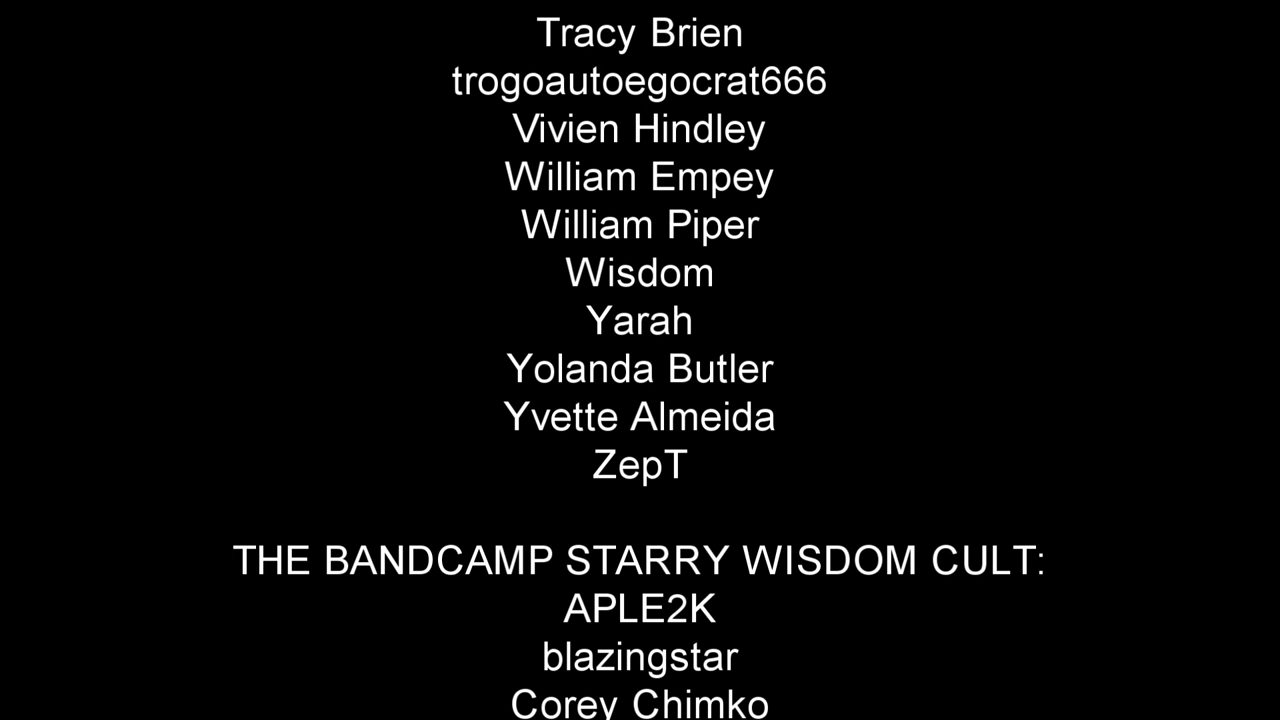 Tracy Brien
trogoautoegocrat666
Vivien Hindley
William Empey
William Piper
Wisdom
Yarah
Yolanda Butler
Yvette Almeida
ZepT
THE BANDCAMP STARRY WISDOM CULT:
APLE2K
blazingstar
Corey Chimko